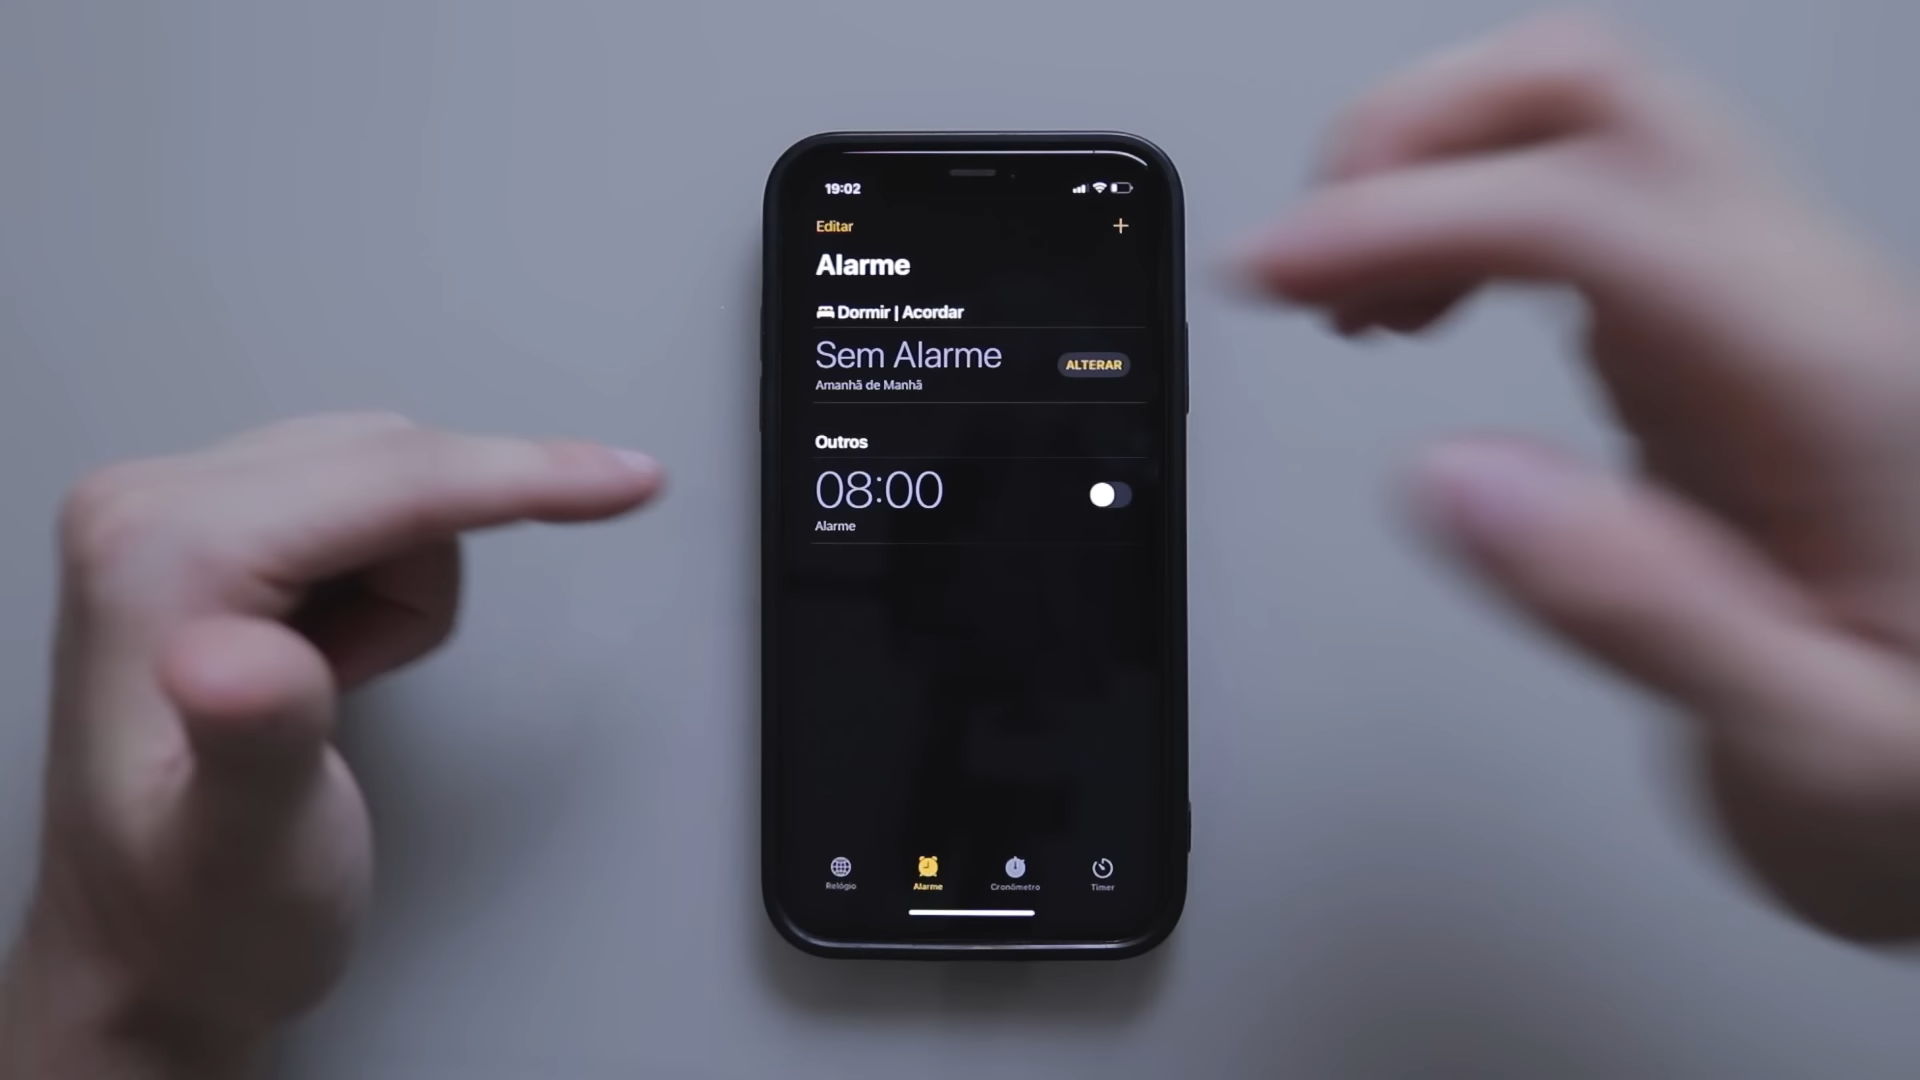 19:02
Editar +
Alarme
Dormir | Acordar
Sem Alarme
ALTERAR
Amanhã de Manhã
Outros
08:00
Alarme
Relógio Alarme Cronômetro Timer